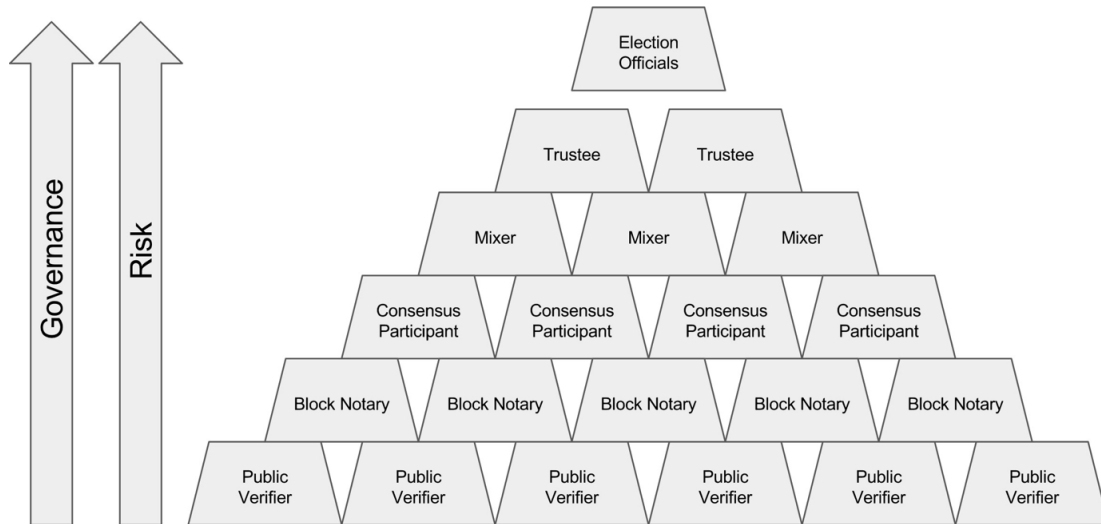 Governance
Risk
Election
Officials
Trustee
Trustee
Mixer
Mixer
Mixer
Consensus
Participant
Consensus
Participant
Consensus
Participant
Consensus
Participant
Block Notary
Block Notary
Block Notary
Block Notary
Block Notary
Public
Verifier
Public
Verifier
Public
Verifier
Public
Verifier
Public
Verifier
Public
Verifier